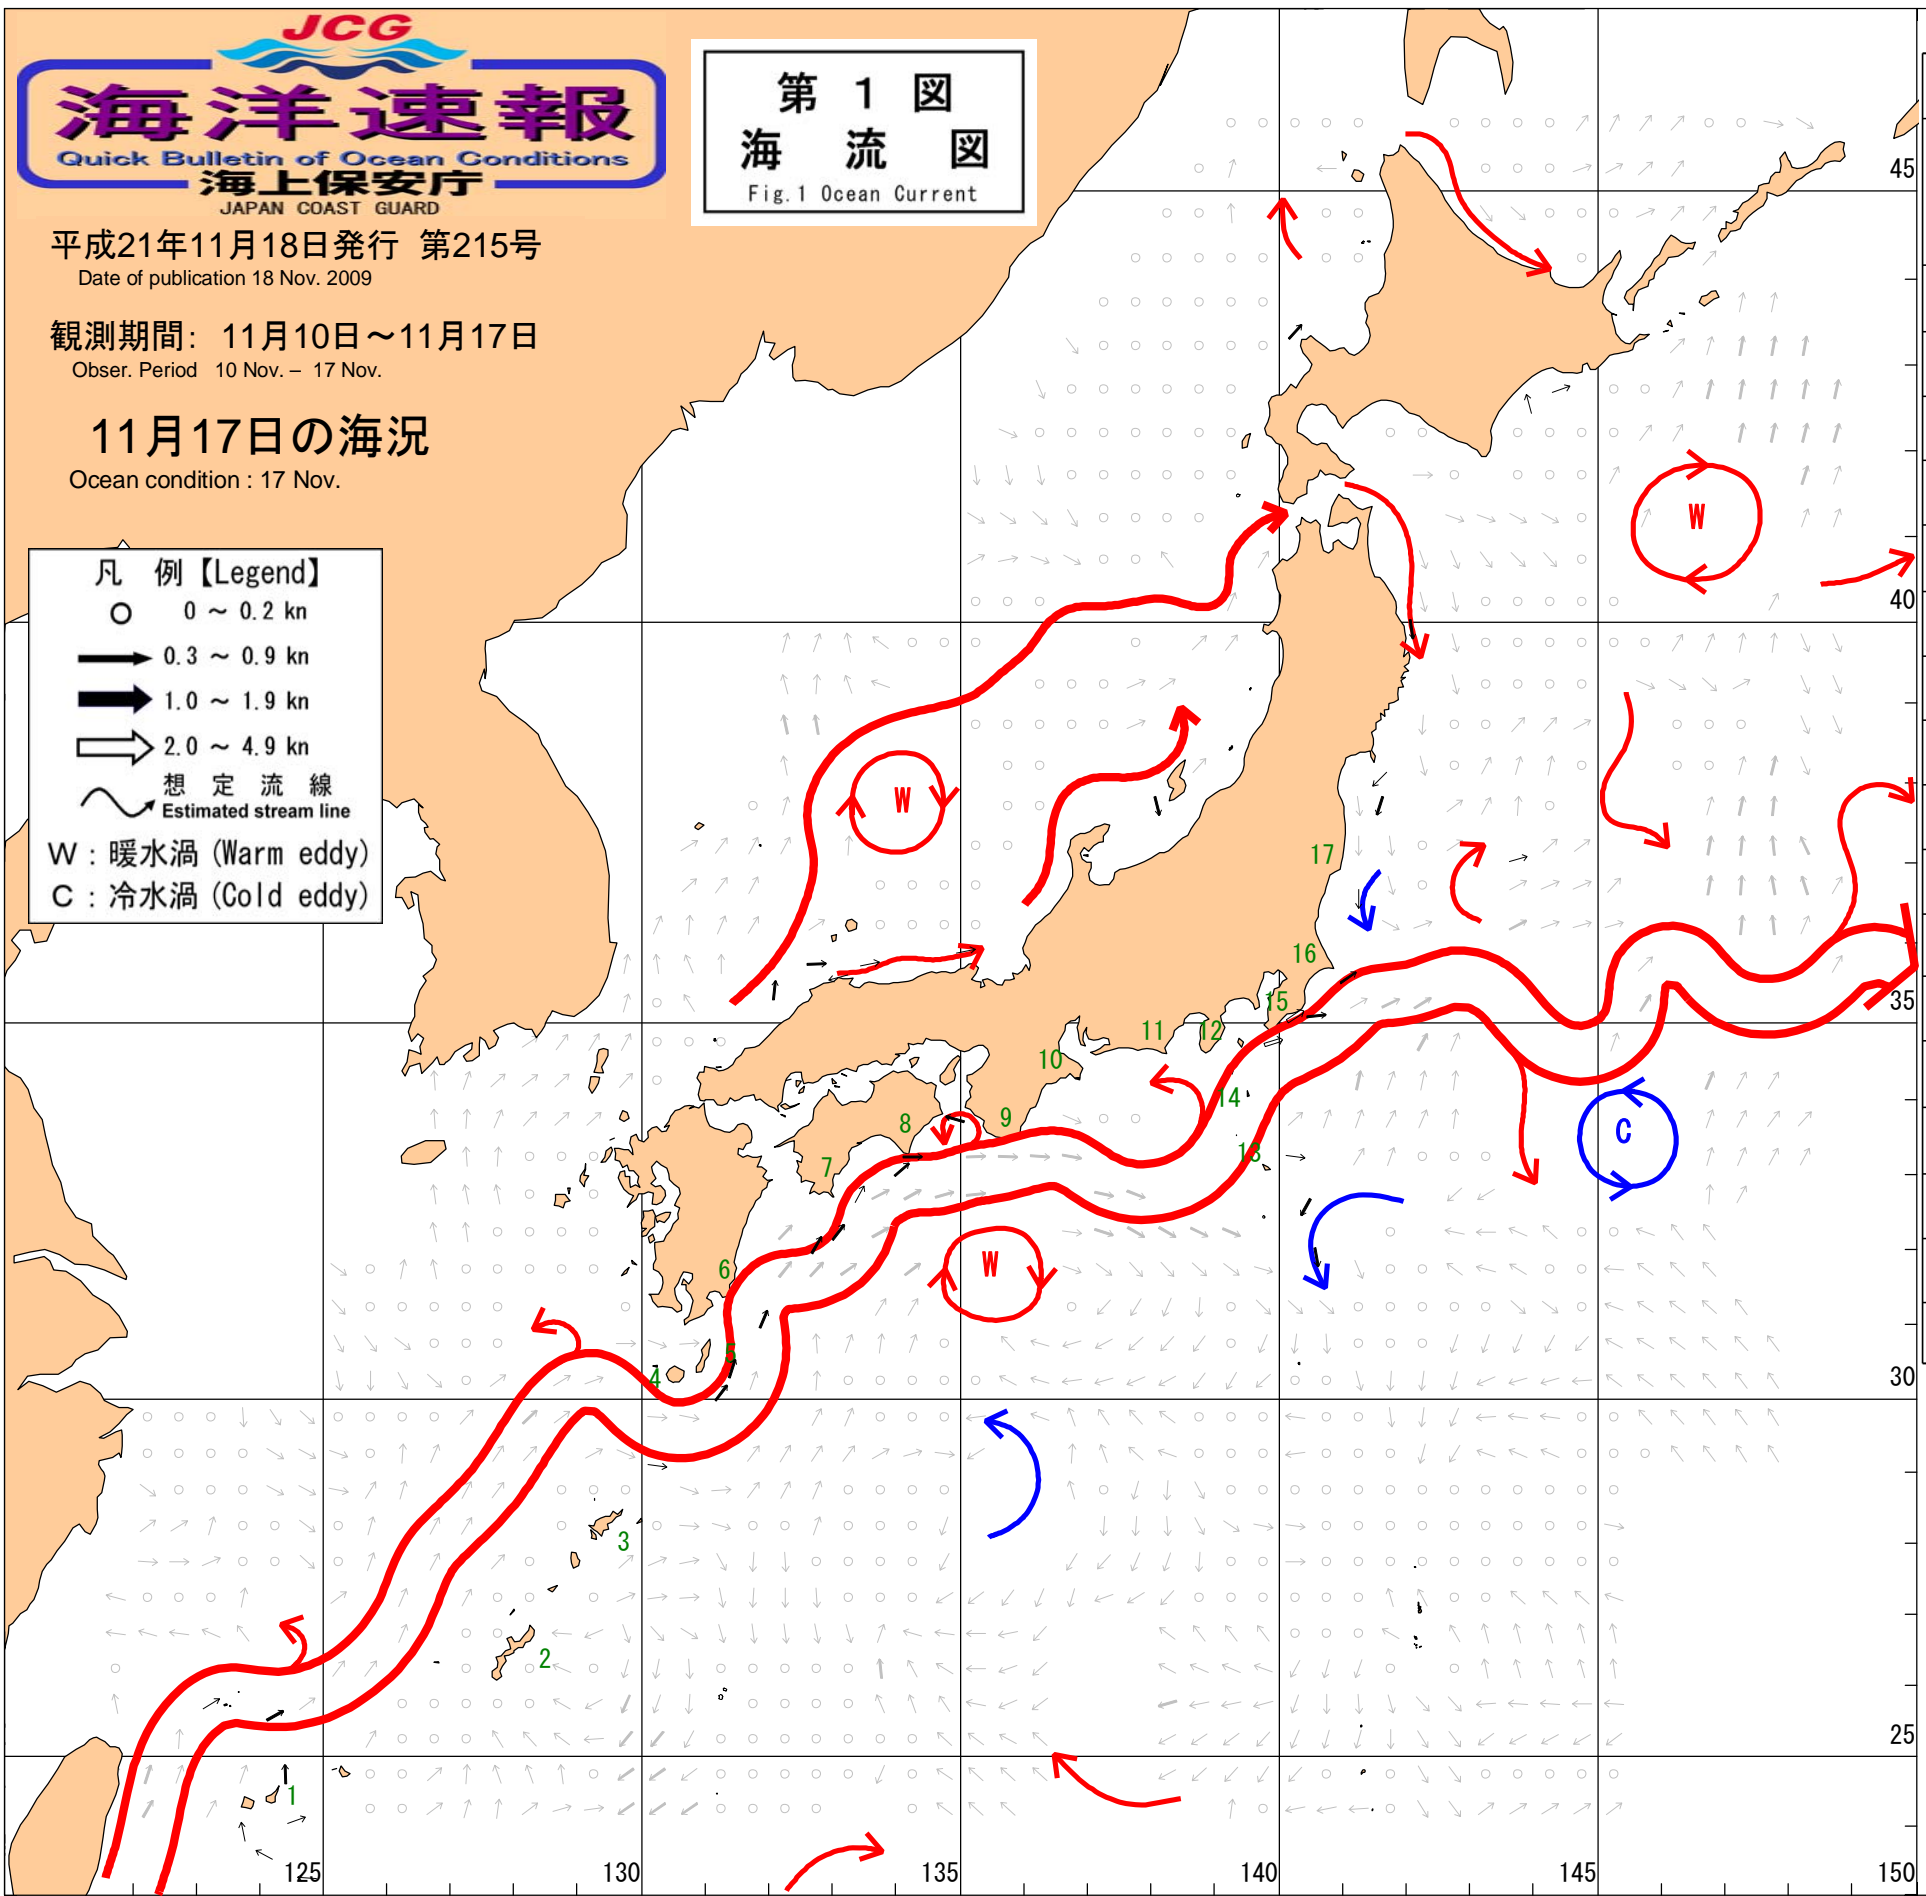 JCG
海洋速報
Quick Bulletin of Ocean Conditions
海上保安庁
JAPAN COAST GUARD
第 1 図
海 流 図
Fig.1 Ocean Current
平成21年11月18日発行 第215号
Date of publication 18 Nov. 2009
観測期間: 11月10日～11月17日
Obser. Period 10 Nov. – 17 Nov.
11月17日の海況
Ocean condition : 17 Nov.
凡 例【Legend】
0 ～ 0.2 kn
0.3 ～ 0.9 kn
1.0 ～ 1.9 kn
2.0 ～ 4.9 kn
想 定 流 線
Estimated stream line
W : 暖水渦 (Warm eddy)
C : 冷水渦 (Cold eddy)
45
W
40
W
17
16
35
15
12
11
10
14
9
8
C
13
7
W
6
5
4
30
3
2
25
1
125
130
135
140
145
150